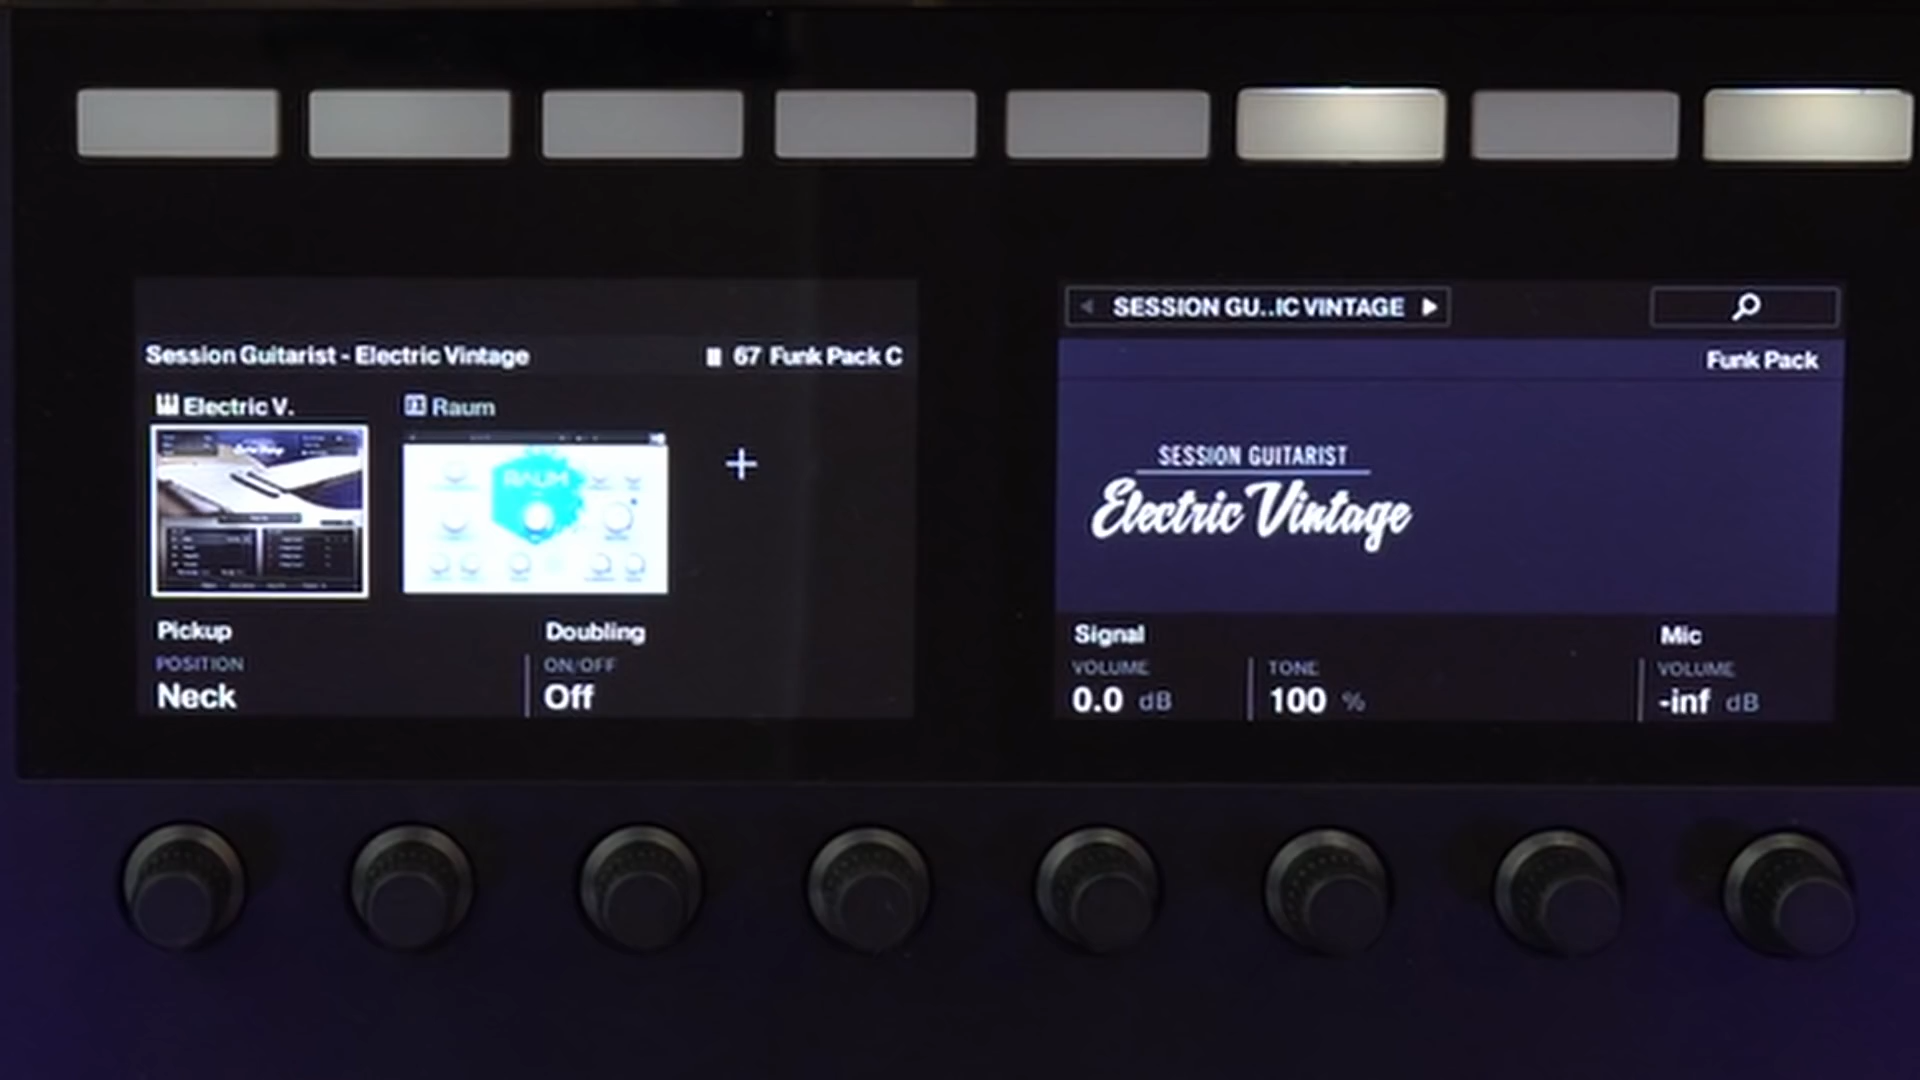 Session Guitarist - Electric Vintage
67 Funk Pack C
Electric V.
Raum
RAUM
+
Pickup
POSITION
Neck
Doubling
ON/OFF
Off
SESSION GU..IC VINTAGE
Funk Pack
SESSION GUITARIST
Electric Vintage
Signal
VOLUME
0.0 dB
TONE
100 %
Mic
VOLUME
-inf dB